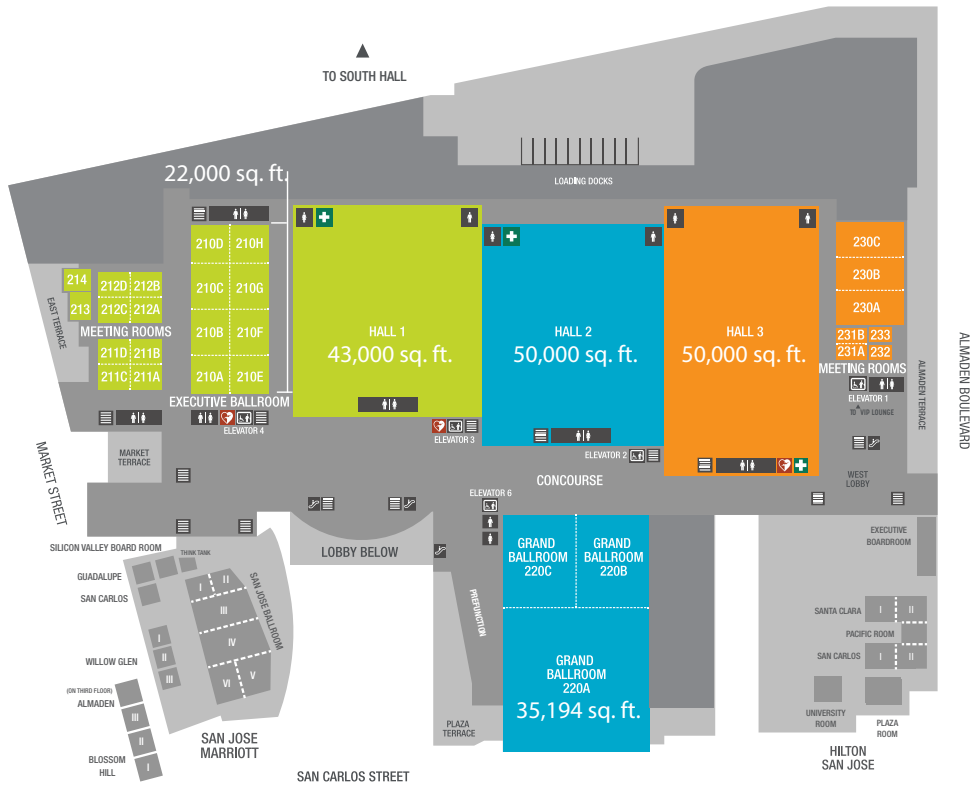 TO SOUTH HALL
22,000 sq. ft.
LOADING DOCKS
210D
210H
210C
210G
210B
210F
210A
210E
EXECUTIVE BALLROOM
ELEVATOR 4
214
213
212D
212B
212C
212A
MEETING ROOMS
211D
211B
211C
211A
EAST TERRACE
MARKET TERRACE
MARKET STREET
HALL 1
43,000 sq. ft.
ELEVATOR 3
HALL 2
50,000 sq. ft.
ELEVATOR 2
HALL 3
50,000 sq. ft.
230C
230B
230A
231B
233
231A
232
MEETING ROOMS
ELEVATOR 1
TO VIP LOUNGE
ALMADEN TERRACE
ALMADEN BOULEVARD
WEST
LOBBY
CONCOURSE
ELEVATOR 6
LOBBY BELOW
PREFUNCTION
GRAND
BALLROOM
220C
GRAND
BALLROOM
220B
GRAND
BALLROOM
220A
35,194 sq. ft.
PLAZA
TERRACE
SILICON VALLEY BOARD ROOM
THINK TANK
GUADALUPE
SAN CARLOS
I
II
III
IV
VI
V
SAN JOSE BALLROOM
WILLOW GLEN
I
II
III
(ON THIRD FLOOR)
ALMADEN
III
II
I
BLOSSOM
HILL
SAN JOSE
MARRIOTT
SAN CARLOS STREET
EXECUTIVE
BOARDROOM
SANTA CLARA
I
II
PACIFIC ROOM
SAN CARLOS
I
II
UNIVERSITY
ROOM
PLAZA
ROOM
HILTON
SAN JOSE